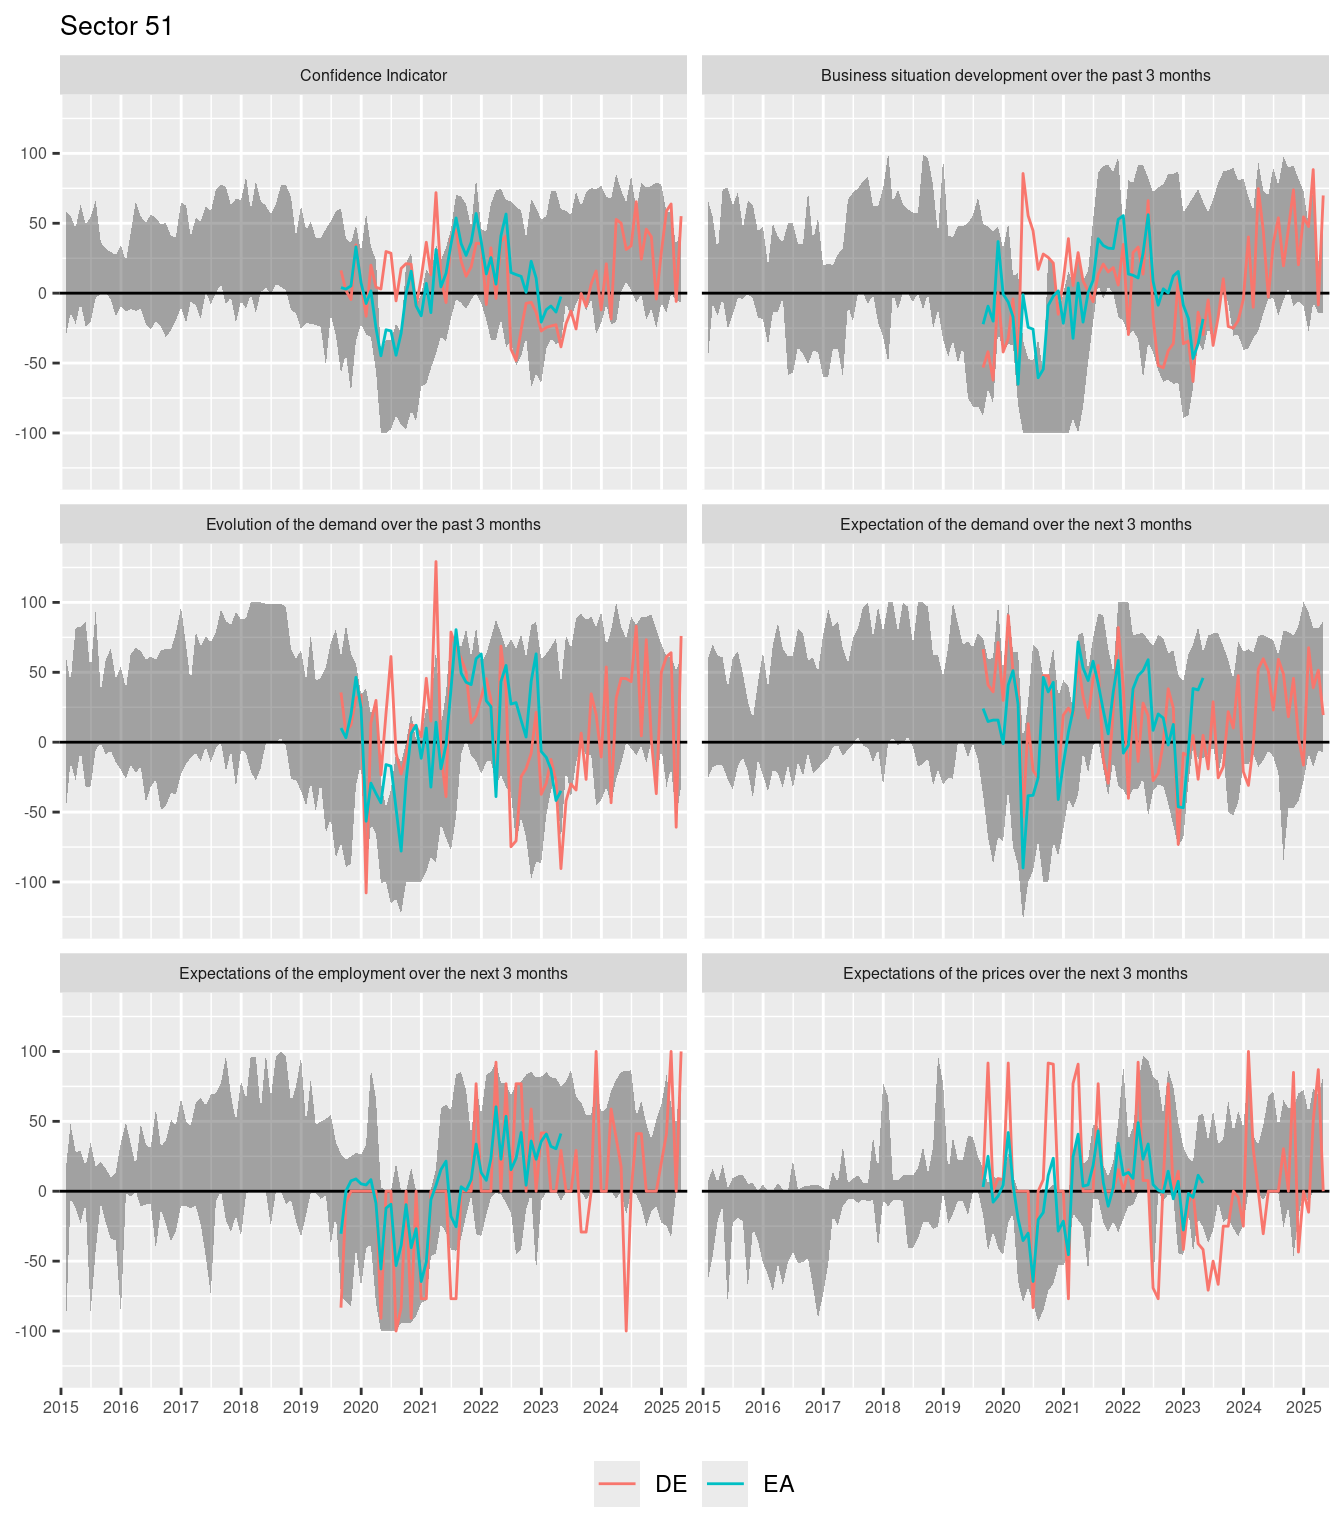 Sector 51
Confidence Indicator
Business situation development over the past 3 months
100
50
0
-50
-100
Evolution of the demand over the past 3 months
Expectation of the demand over the next 3 months
100
50
0
-50
-100
Expectations of the employment over the next 3 months
Expectations of the prices over the next 3 months
100
50
0
-50
-100
2015 2016 2017 2018 2019 2020 2021 2022 2023 2024 2025
2015 2016 2017 2018 2019 2020 2021 2022 2023 2024 2025
DE EA